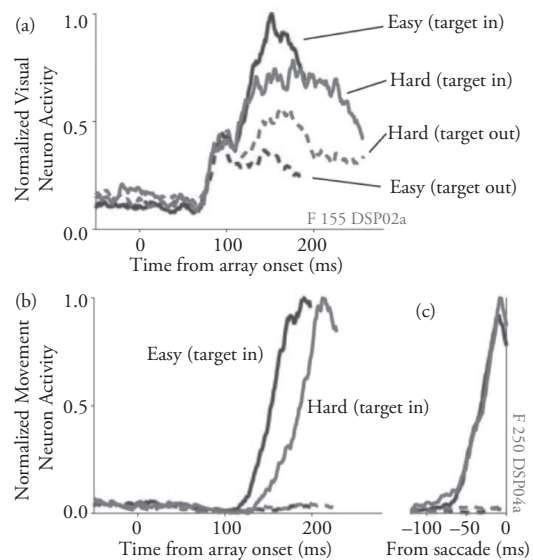 (a)
1.0
0.5
0.0
Normalized Visual
Neuron Activity
Easy (target in)
Hard (target in)
Hard (target out)
Easy (target out)
F 155 DSP02a
0
100
200
Time from array onset (ms)
(b)
1.0
0.5
0.0
Normalized Movement
Neuron Activity
Easy (target in)
Hard (target in)
0
100
200
Time from array onset (ms)
(c)
F 250 DSP04a
−100 −50 0
From saccade (ms)